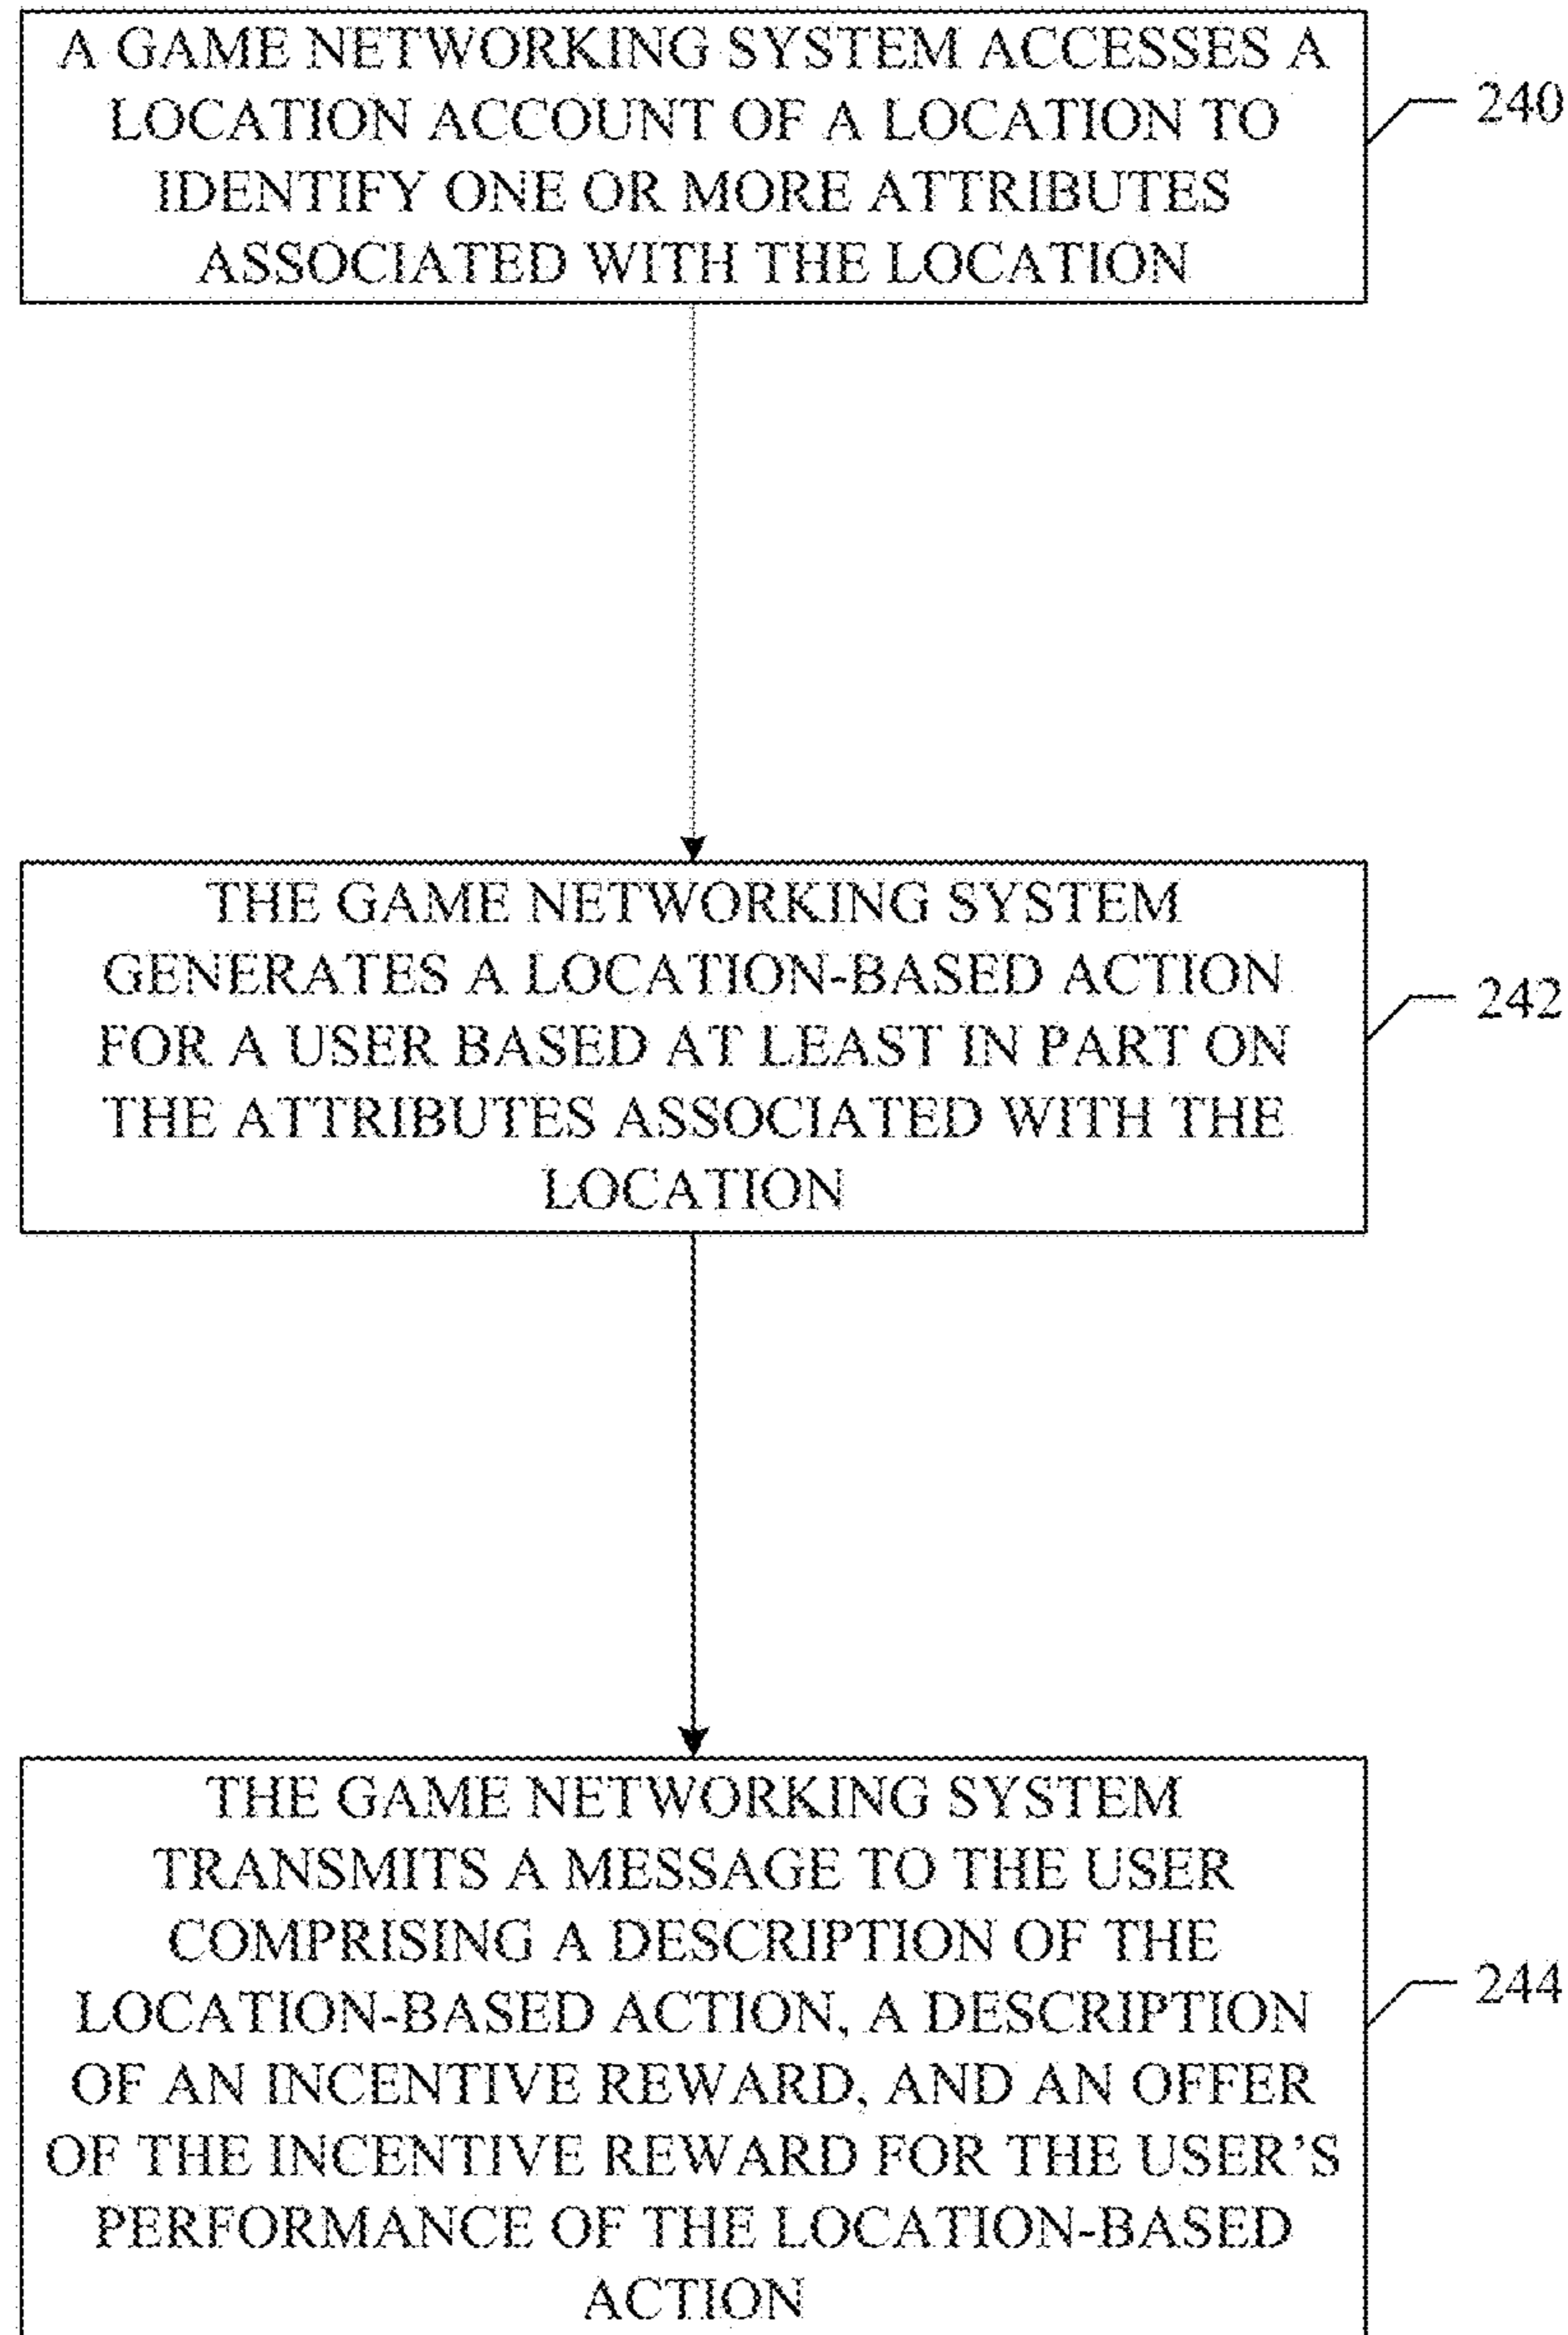 A GAME NETWORKING SYSTEM ACCESSES A
LOCATION ACCOUNT OF A LOCATION TO
IDENTIFY ONE OR MORE ATTRIBUTES
ASSOCIATED WITH THE LOCATION
240
THE GAME NETWORKING SYSTEM
GENERATES A LOCATION-BASED ACTION
FOR A USER BASED AT LEAST IN PART ON
THE ATTRIBUTES ASSOCIATED WITH THE
LOCATION
242
THE GAME NETWORKING SYSTEM
TRANSMITS A MESSAGE TO THE USER
COMPRISING A DESCRIPTION OF THE
LOCATION-BASED ACTION, A DESCRIPTION
OF AN INCENTIVE REWARD, AND AN OFFER
OF THE INCENTIVE REWARD FOR THE USER'S
PERFORMANCE OF THE LOCATION-BASED
ACTION
244